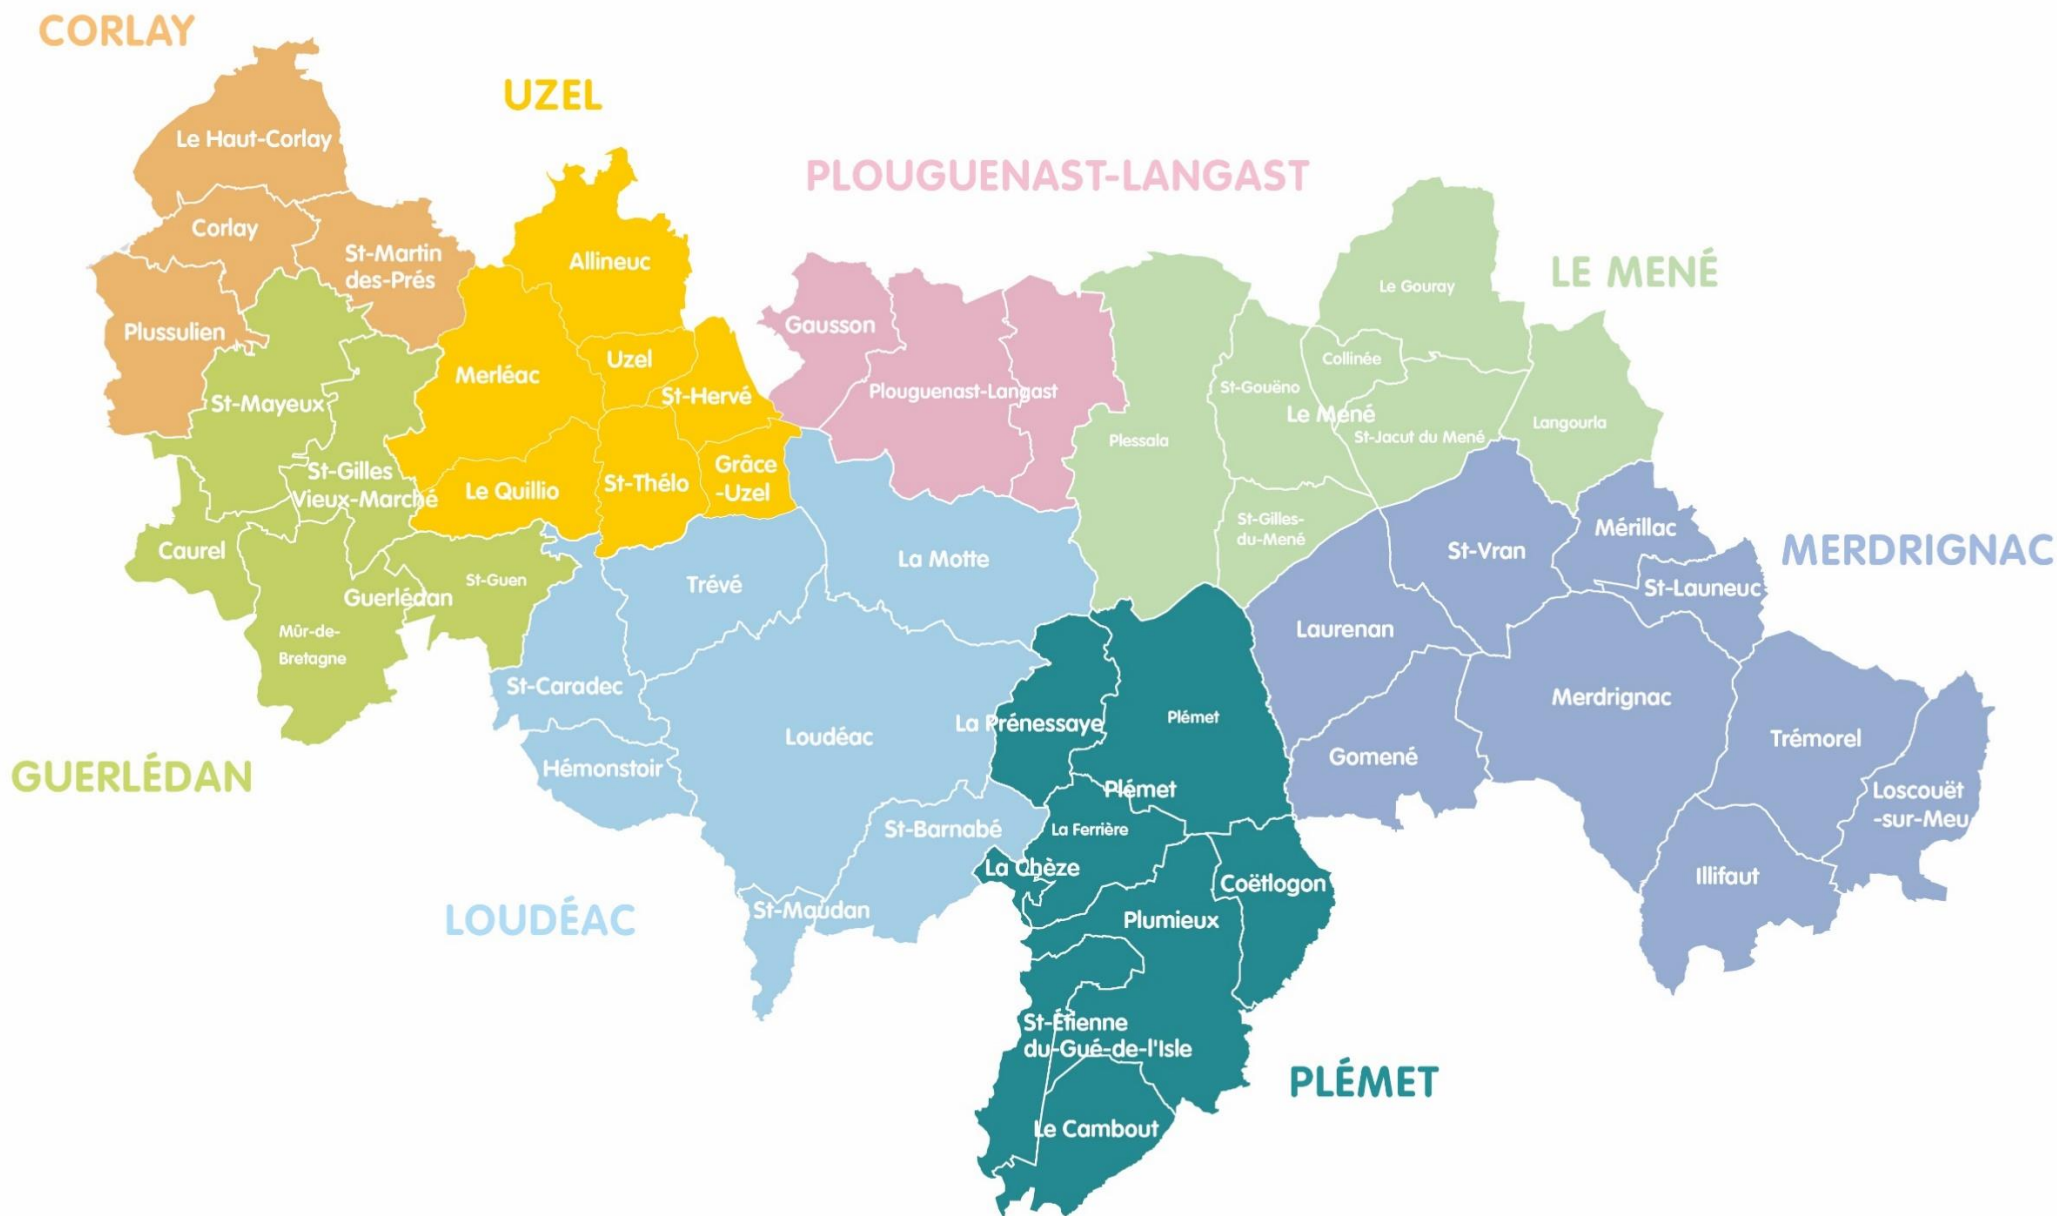 CORLAY
Le Haut-Corlay
Corlay
St-Martin
des-Prés
Plussulien
UZEL
Allineuc
Uzel
Merléac
St-Hervé
Le Quillio
St-Thélo
Grâce
-Uzel
PLOUGUENAST-LANGAST
Gausson
Plouguenast-Langast
LE MENÉ
Le Gouray
Collinée
St-Gouëno
Le Mené
St-Jacut du Mené
Langourla
Plessala
St-Gilles-
du-Mené
GUERLÉDAN
St-Mayeux
St-Gilles
Vieux-Marché
Caurel
St-Guen
Guerlédan
Mûr-de-
Bretagne
LOUDÉAC
La Motte
Trévé
St-Caradec
Loudéac
Hémonstoir
St-Barnabé
St-Maudan
PLÉMET
La Prénessaye
Plémet
Plémet
La Ferrière
La Chèze
Coëtlogon
Plumieux
St-Étienne
du-Gué-de-l'Isle
Le Cambout
MERDRIGNAC
Mérillac
St-Vran
St-Launeuc
Laurenan
Merdrignac
Gomené
Trémorel
Loscouët
-sur-Meu
Illifaut